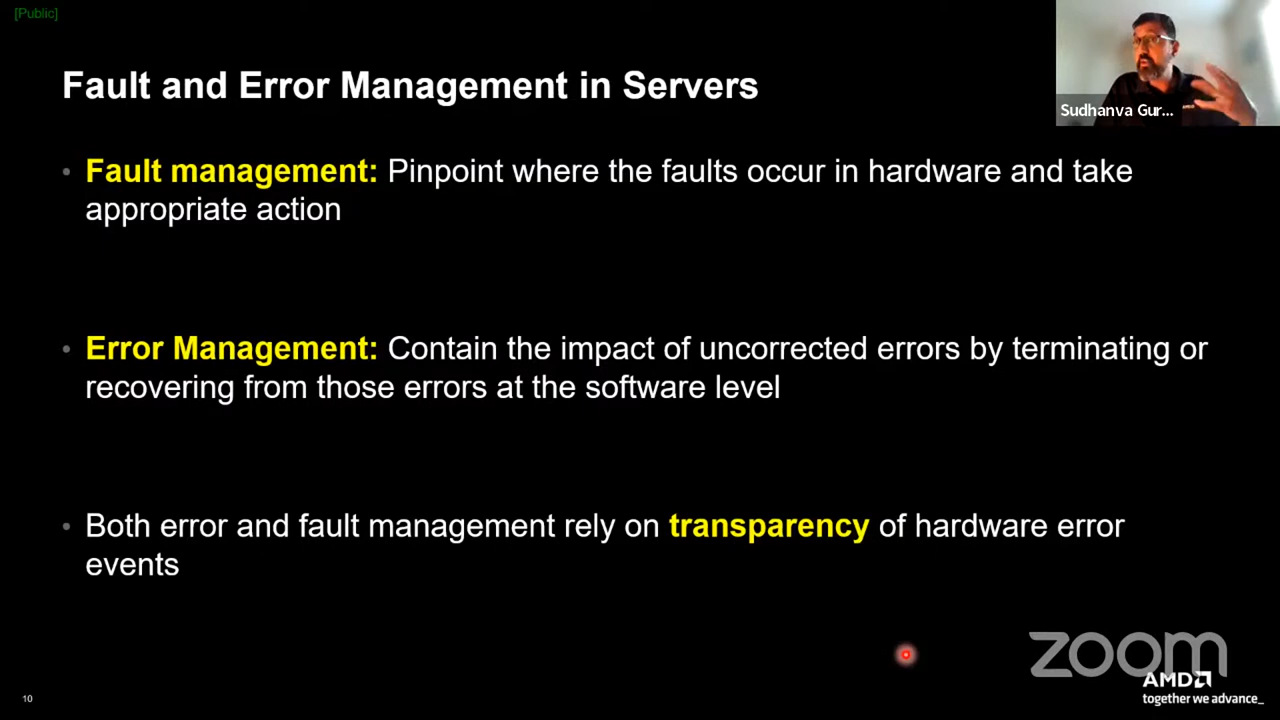 [Public]
Fault and Error Management in Servers
Sudhanva Gur...
• Fault management: Pinpoint where the faults occur in hardware and take
appropriate action
• Error Management: Contain the impact of uncorrected errors by terminating or
recovering from those errors at the software level
• Both error and fault management rely on transparency of hardware error
events
zoom
AMD
together we advance_
10